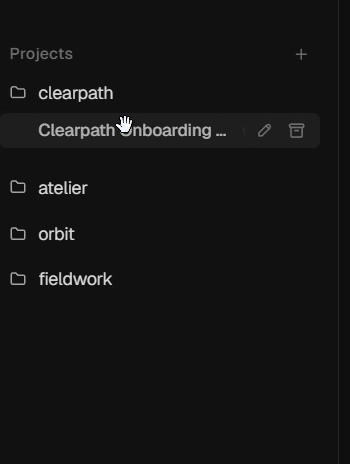 Projects
clearpath
Clearpath Onboarding ...
atelier
orbit
fieldwork